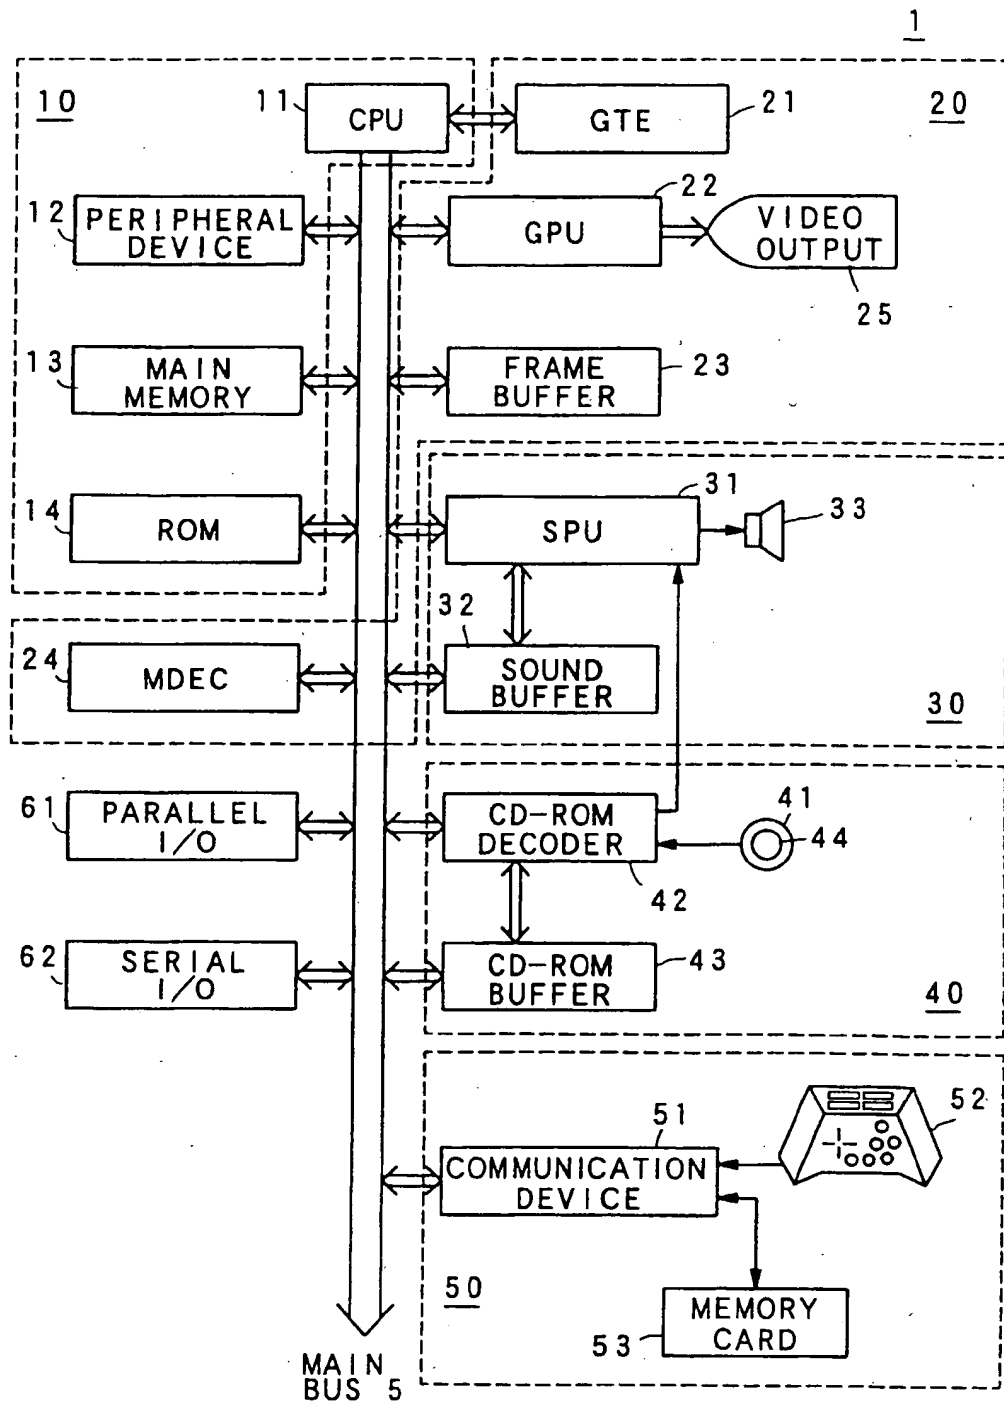 1
10
11
CPU
GTE
21
20
12
PERIPHERAL
DEVICE
22
GPU
VIDEO
OUTPUT
25
13
MAIN
MEMORY
FRAME
BUFFER
23
14
ROM
31
SPU
33
24
MDEC
32
SOUND
BUFFER
30
61
PARALLEL
I/O
CD-ROM
DECODER
42
41
44
62
SERIAL
I/O
CD-ROM
BUFFER
43
40
51
COMMUNICATION
DEVICE
52
50
MEMORY
CARD
53
MAIN
BUS 5